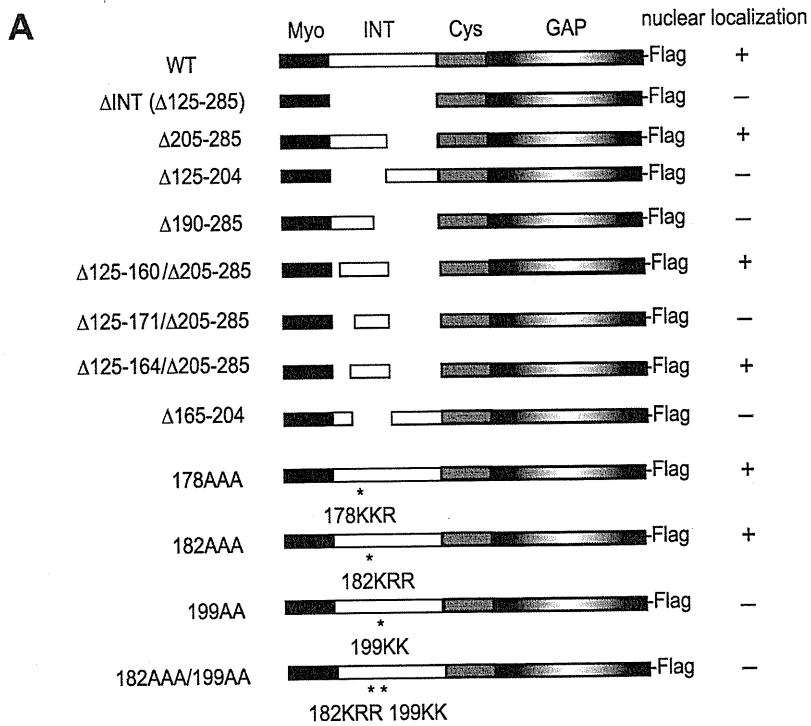 A
Myo INT Cys GAP nuclear localization
WT -Flag +
ΔINT (Δ125-285) -Flag −
Δ205-285 -Flag +
Δ125-204 -Flag −
Δ190-285 -Flag −
Δ125-160/Δ205-285 -Flag +
Δ125-171/Δ205-285 -Flag −
Δ125-164/Δ205-285 -Flag +
Δ165-204 -Flag −
178AAA -Flag +
*
178KKR
182AAA -Flag +
*
182KRR
199AA -Flag −
*
199KK
182AAA/199AA -Flag −
* *
182KRR 199KK